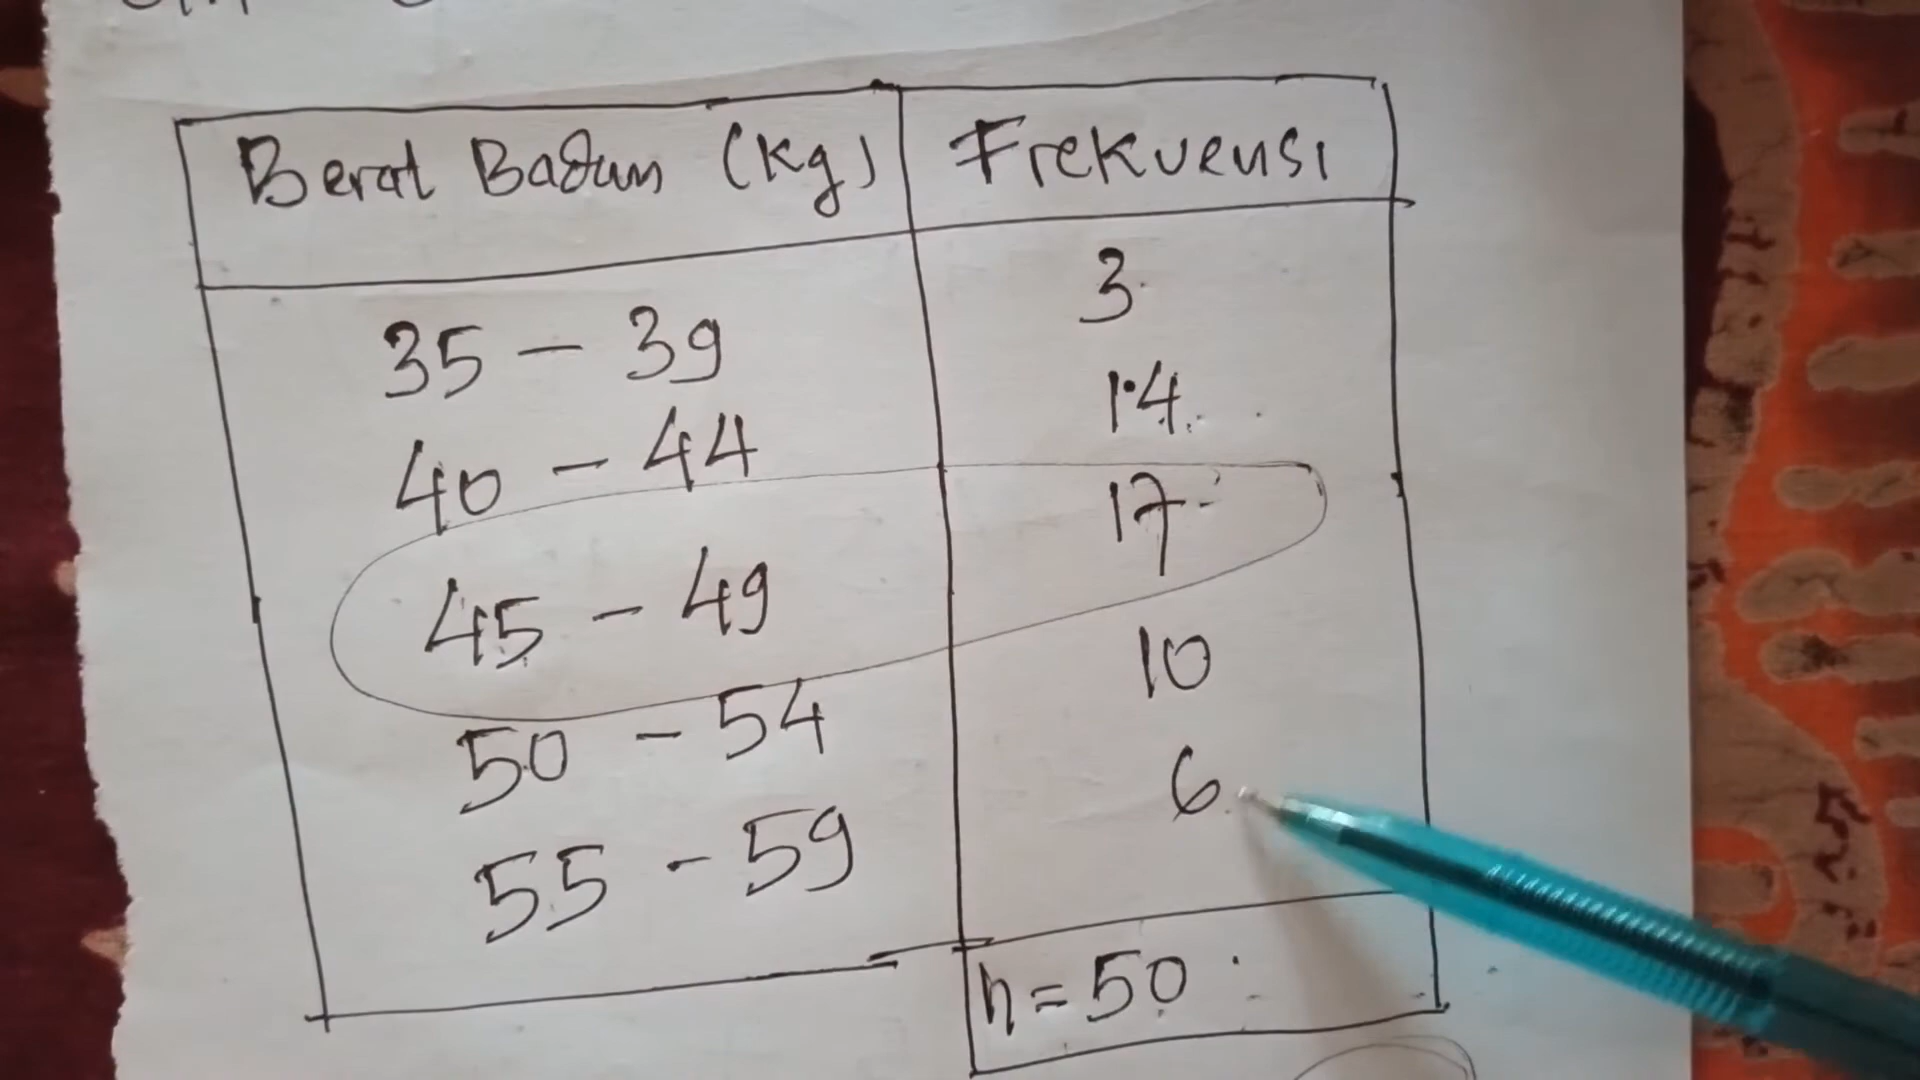 Berat Badan (Kg) Frekuensi
35 - 39 3
40 - 44 14
45 - 49 17
50 - 54 10
55 - 59 6
n = 50